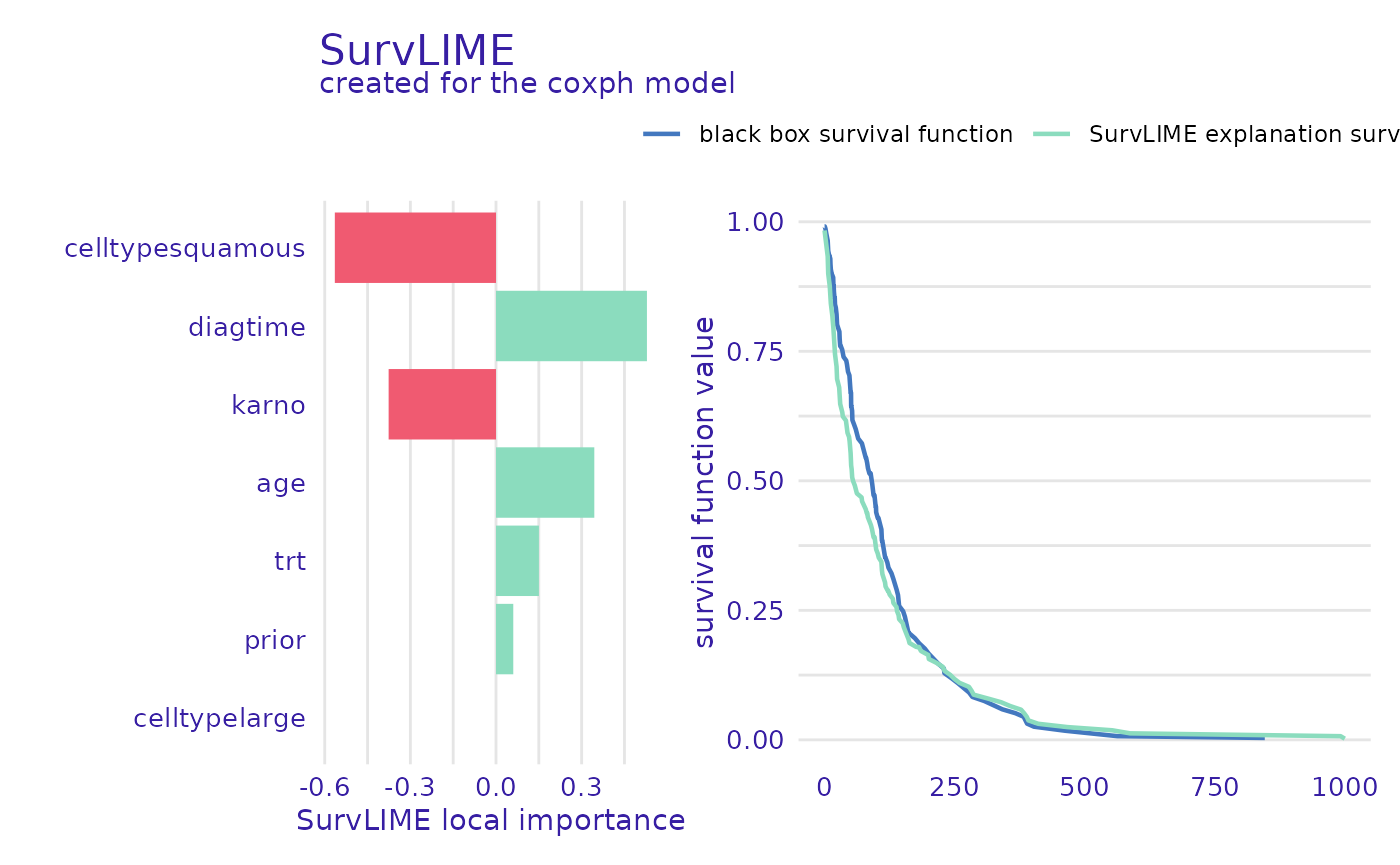 SurvLIME
created for the coxph model
black box survival function
SurvLIME explanation surv
celltypesquamous
diagtime
karno
age
trt
prior
celltypelarge
-0.6 -0.3 0.0 0.3
SurvLIME local importance
survival function value
1.00
0.75
0.50
0.25
0.00
0 250 500 750 1000